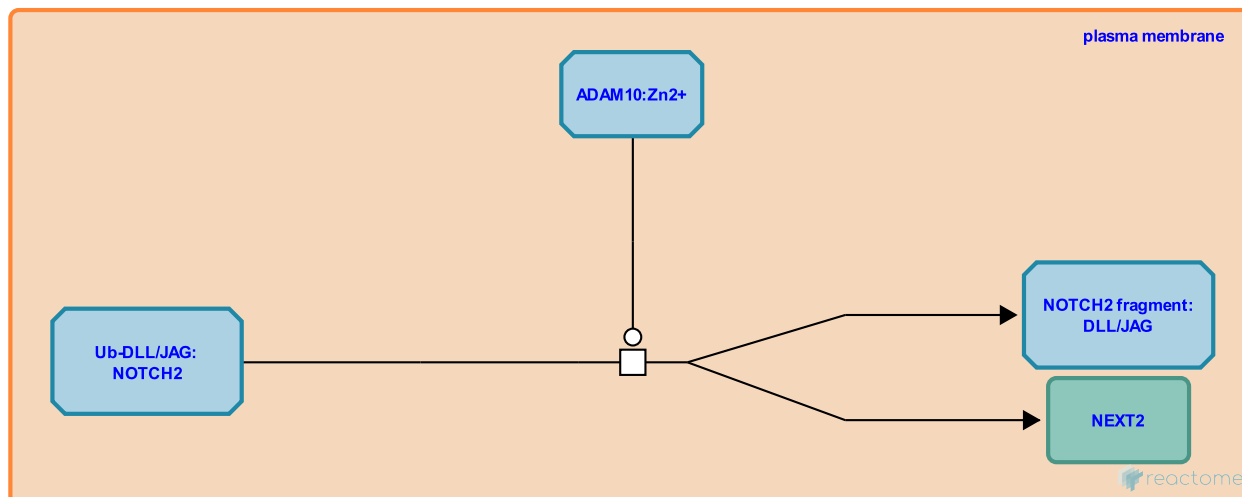 plasma membrane
ADAM10:Zn2+
NOTCH2 fragment:
DLL/JAG
Ub-DLL/JAG:
NOTCH2
NEXT2
reactome